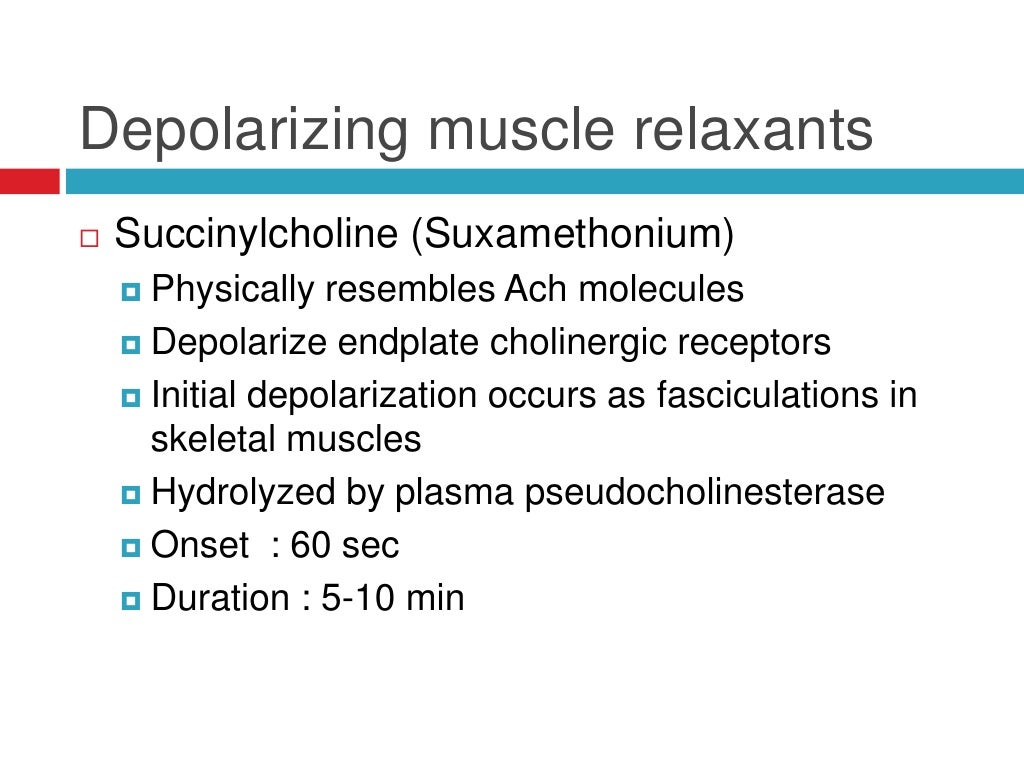 Depolarizing muscle relaxants
Succinylcholine (Suxamethonium)
Physically resembles Ach molecules
Depolarize endplate cholinergic receptors
Initial depolarization occurs as fasciculations in
skeletal muscles
Hydrolyzed by plasma pseudocholinesterase
Onset  : 60 sec
Duration : 5-10 min